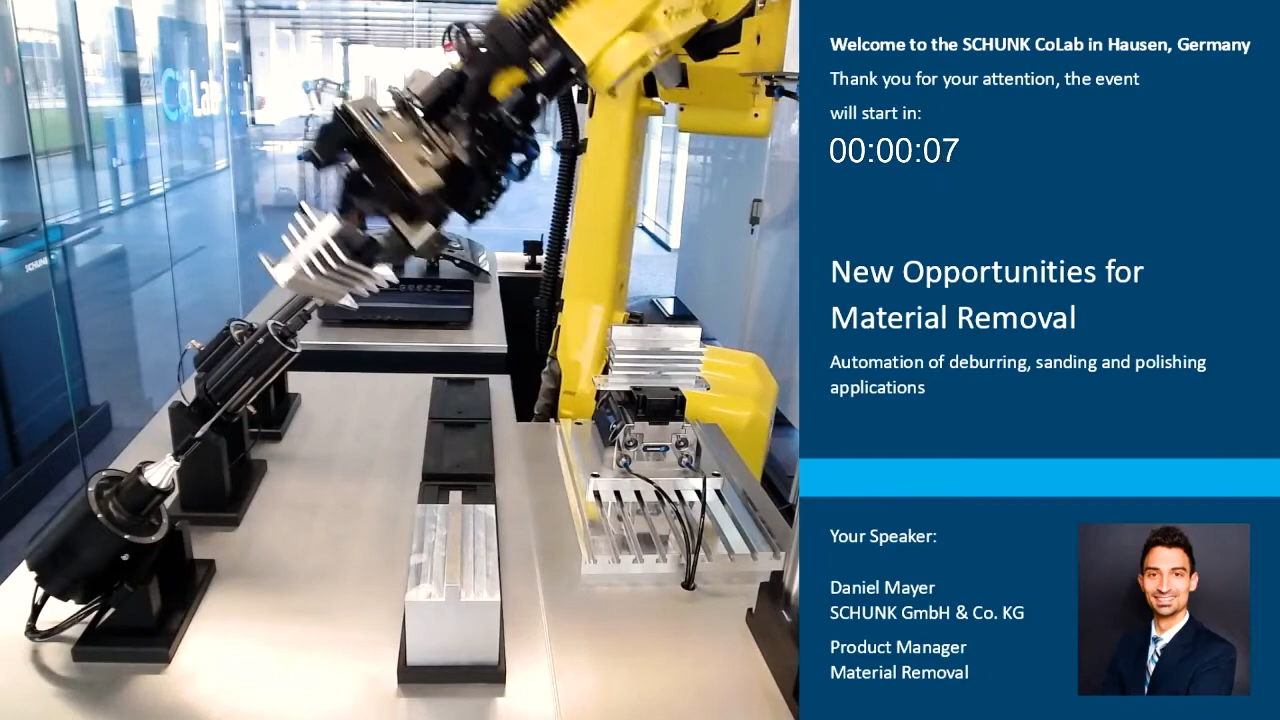 CoLab
SCHUNK
Welcome to the SCHUNK CoLab in Hausen, Germany
Thank you for your attention, the event
will start in:
00:00:07
New Opportunities for
Material Removal
Automation of deburring, sanding and polishing
applications
Your Speaker:
Daniel Mayer
SCHUNK GmbH & Co. KG
Product Manager
Material Removal